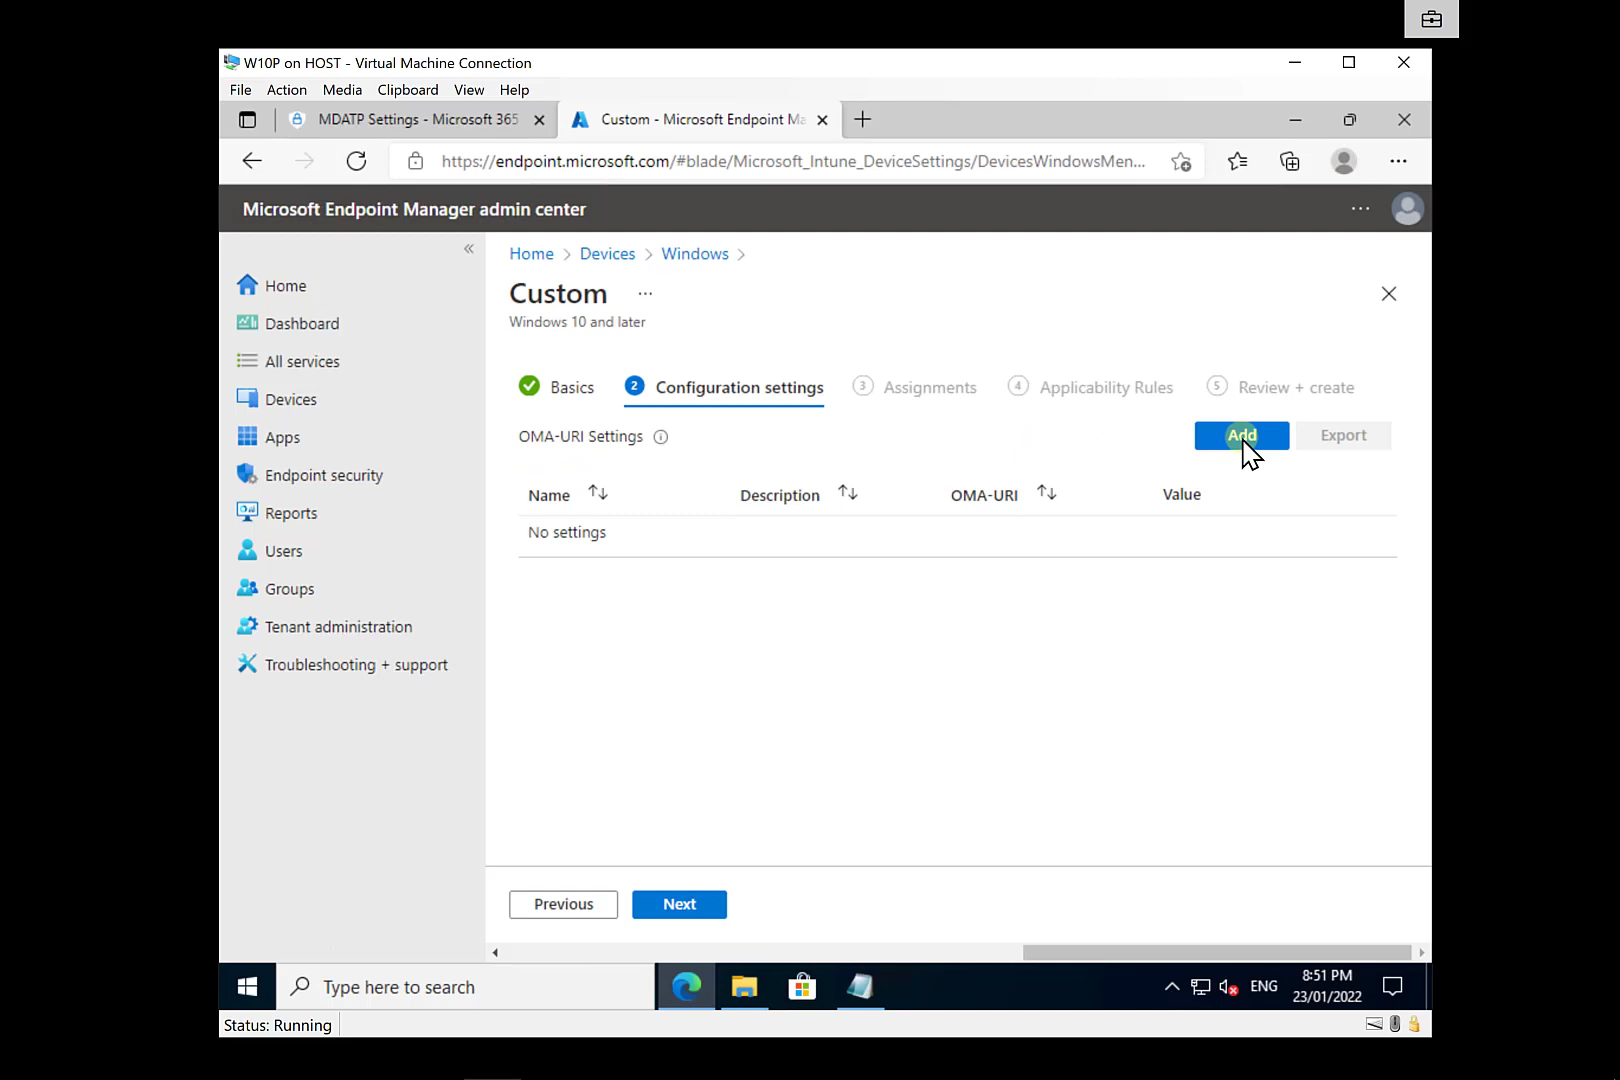 W10P on HOST - Virtual Machine Connection
File Action Media Clipboard View Help
MDATP Settings - Microsoft 365
Custom - Microsoft Endpoint Ma
https://endpoint.microsoft.com/#blade/Microsoft_Intune_DeviceSettings/DevicesWindowsMen...
Microsoft Endpoint Manager admin center
Home
Dashboard
All services
Devices
Apps
Endpoint security
Reports
Users
Groups
Tenant administration
Troubleshooting + support
Home > Devices > Windows >
Custom ...
Windows 10 and later
Basics
2 Configuration settings
3 Assignments
4 Applicability Rules
5 Review + create
OMA-URI Settings
Add
Export
Name Description OMA-URI Value
No settings
Previous
Next
Type here to search
ENG
8:51 PM
23/01/2022
Status: Running